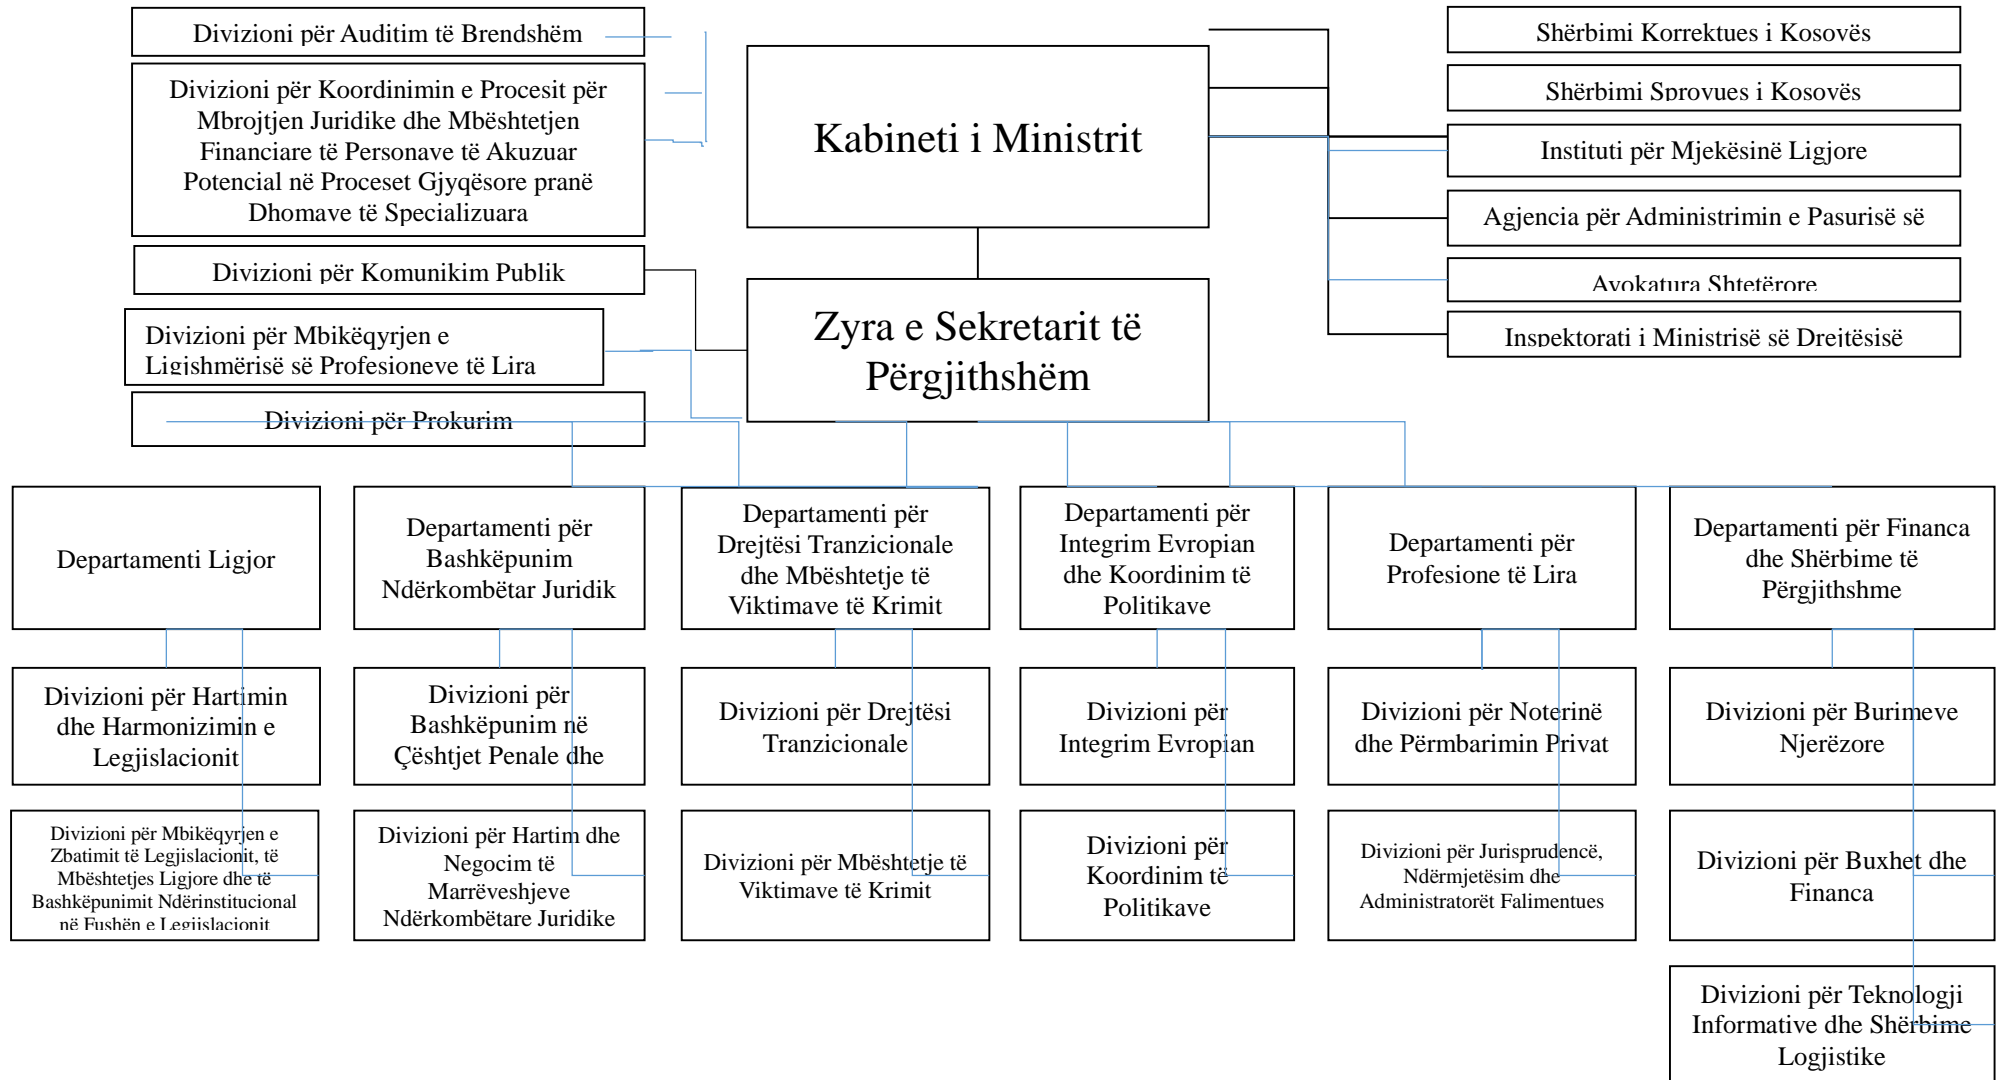 Divizioni për Auditim të Brendshëm
Divizioni për Koordinimin e Procesit për
Mbrojtjen Juridike dhe Mbështetjen
Financiare të Personave të Akuzuar
Potencial në Proceset Gjyqësore pranë
Dhomave të Specializuara
Divizioni për Komunikim Publik
Divizioni për Mbikëqyrjen e
Ligjshmërisë së Profesioneve të Lira
Divizioni për Prokurim
Kabineti i Ministrit
Zyra e Sekretarit të
Përgjithshëm
Shërbimi Korrektues i Kosovës
Shërbimi Sprovues i Kosovës
Instituti për Mjekësinë Ligjore
Agjencia për Administrimin e Pasurisë së
Avokatura Shtetërore
Inspektorati i Ministrisë së Drejtësisë
Departamenti Ligjor
Departamenti për
Bashkëpunim
Ndërkombëtar Juridik
Departamenti për
Drejtësi Tranzicionale
dhe Mbështetje të
Viktimave të Krimit
Departamenti për
Integrim Evropian
dhe Koordinim të
Politikave
Departamenti për
Profesione të Lira
Departamenti për Financa
dhe Shërbime të
Përgjithshme
Divizioni për Hartimin
dhe Harmonizimin e
Legjislacionit
Divizioni për
Bashkëpunim në
Çështjet Penale dhe
Divizioni për Drejtësi
Tranzicionale
Divizioni për
Integrim Evropian
Divizioni për Noterinë
dhe Përmbarimin Privat
Divizioni për Burimeve
Njerëzore
Divizioni për Mbikëqyrjen e
Zbatimit të Legjislacionit, të
Mbështetjes Ligjore dhe të
Bashkëpunimit Ndërinstitucional
në Fushën e Legjislacionit
Divizioni për Hartim dhe
Negocim të
Marrëveshjeve
Ndërkombëtare Juridike
Divizioni për Mbështetje të
Viktimave të Krimit
Divizioni për
Koordinim të
Politikave
Divizioni për Jurisprudencë,
Ndërmjetësim dhe
Administratorët Falimentues
Divizioni për Buxhet dhe
Financa
Divizioni për Teknologji
Informative dhe Shërbime
Logjistike